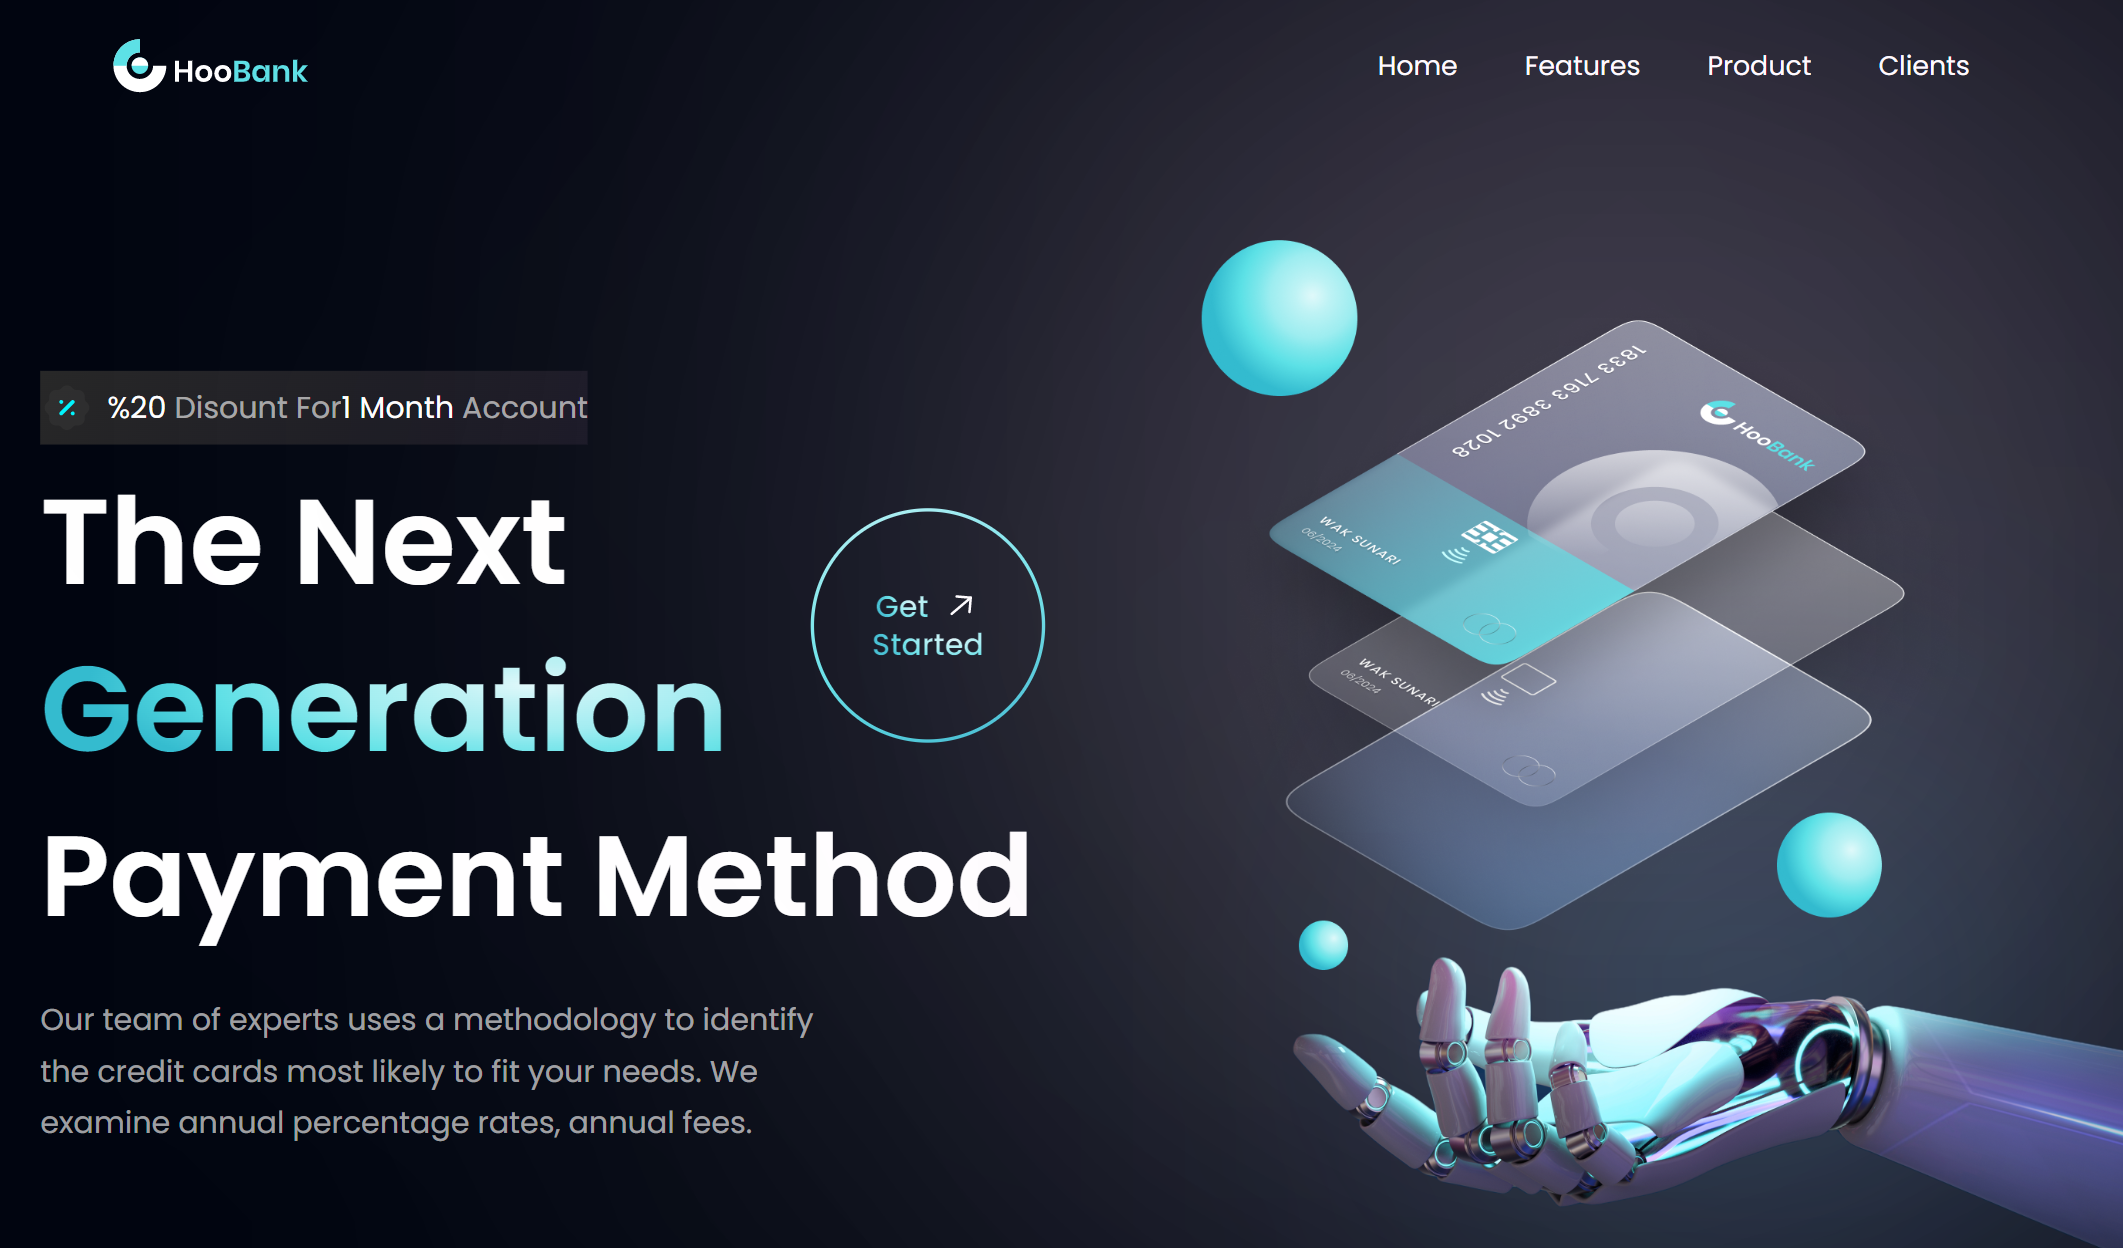 HooBank
Home Features Product Clients
%20 Disount For1 Month Account
The Next
Generation
Payment Method
Get
Started
Our team of experts uses a methodology to identify
the credit cards most likely to fit your needs. We
examine annual percentage rates, annual fees.
1833 7163 3892 1028
HooBank
WAK SUNARI
06/2024
WAK SUNARI
06/2024